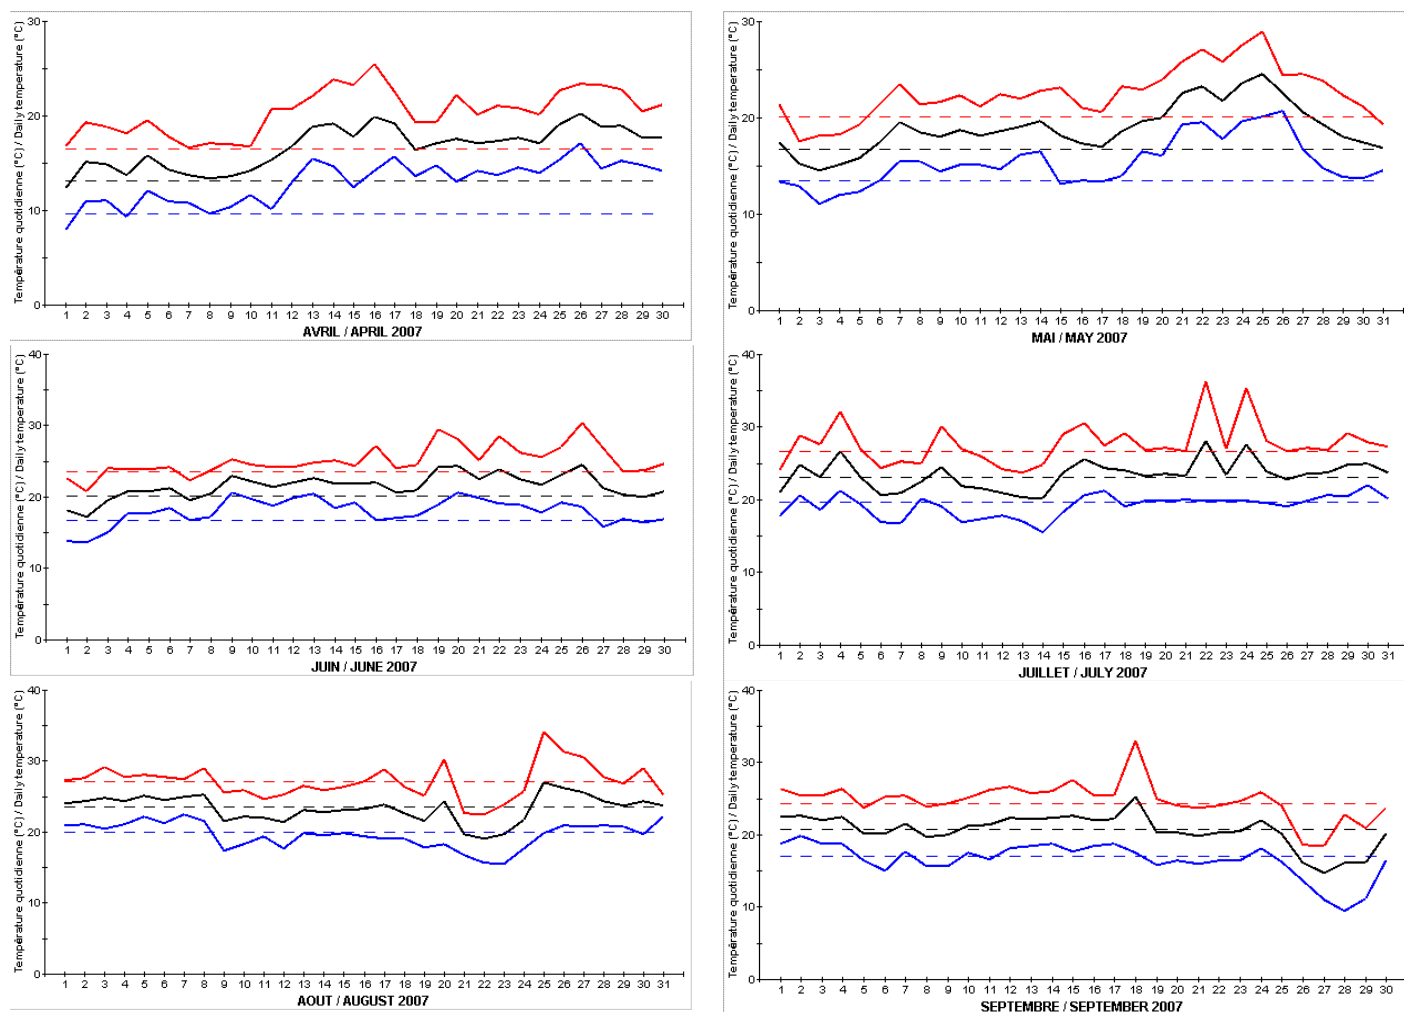 Température quotidienne (°C) / Daily temperature (°C)
30
20
10
0
1 2 3 4 5 6 7 8 9 10 11 12 13 14 15 16 17 18 19 20 21 22 23 24 25 26 27 28 29 30
AVRIL / APRIL 2007
Température quotidienne (°C) / Daily temperature (°C)
30
20
10
0
1 2 3 4 5 6 7 8 9 10 11 12 13 14 15 16 17 18 19 20 21 22 23 24 25 26 27 28 29 30 31
MAI / MAY 2007
Température quotidienne (°C) / Daily temperature (°C)
40
30
20
10
0
1 2 3 4 5 6 7 8 9 10 11 12 13 14 15 16 17 18 19 20 21 22 23 24 25 26 27 28 29 30
JUIN / JUNE 2007
Température quotidienne (°C) / Daily temperature (°C)
40
30
20
10
0
1 2 3 4 5 6 7 8 9 10 11 12 13 14 15 16 17 18 19 20 21 22 23 24 25 26 27 28 29 30 31
JUILLET / JULY 2007
Température quotidienne (°C) / Daily temperature (°C)
40
30
20
10
0
1 2 3 4 5 6 7 8 9 10 11 12 13 14 15 16 17 18 19 20 21 22 23 24 25 26 27 28 29 30 31
AOUT / AUGUST 2007
Température quotidienne (°C) / Daily temperature (°C)
40
30
20
10
0
1 2 3 4 5 6 7 8 9 10 11 12 13 14 15 16 17 18 19 20 21 22 23 24 25 26 27 28 29 30
SEPTEMBRE / SEPTEMBER 2007